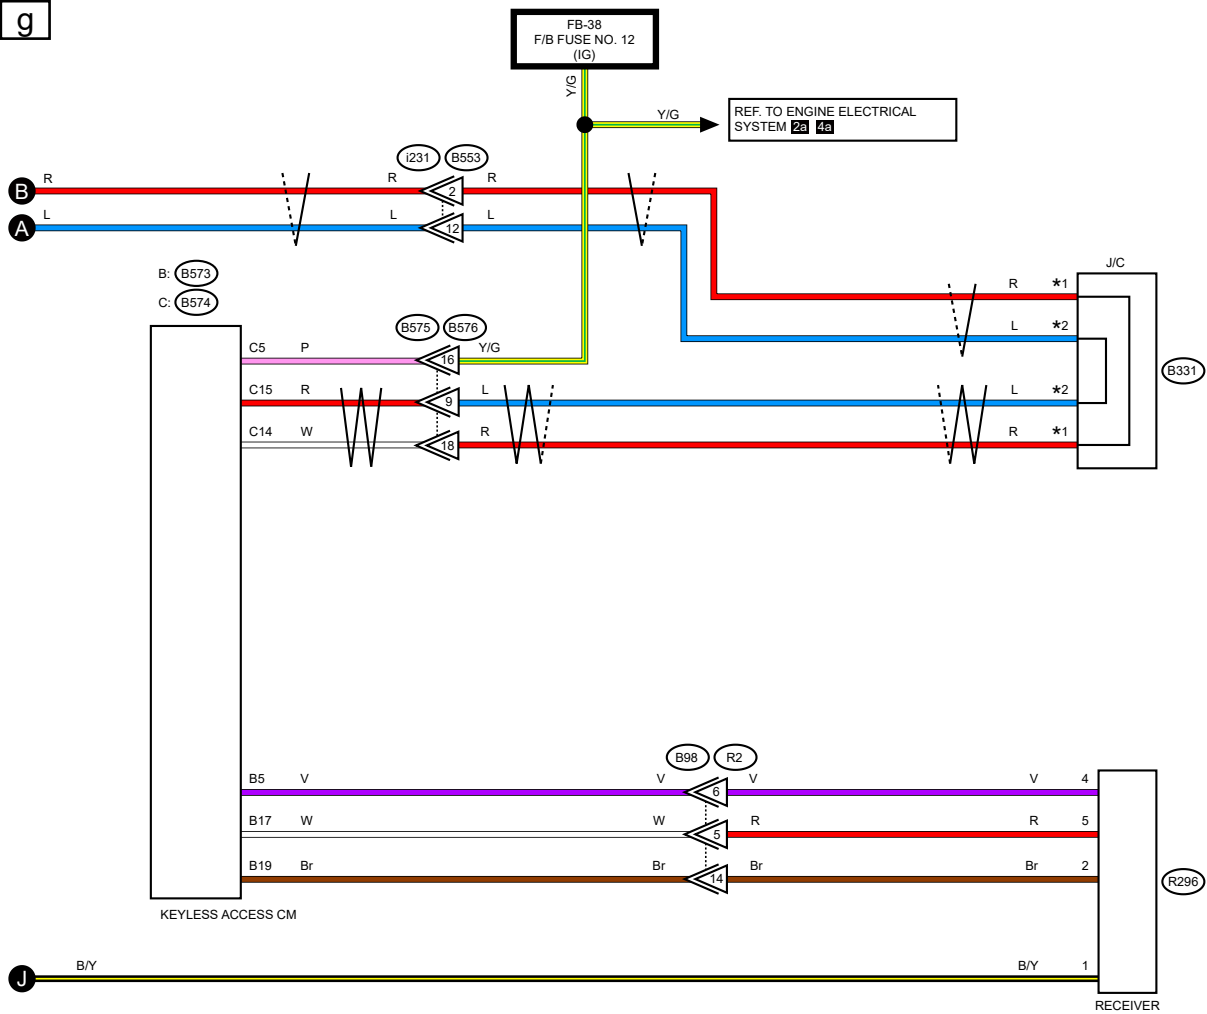 g
FB-38
F/B FUSE NO. 12
(IG)
Y/G
Y/G
REF. TO ENGINE ELECTRICAL
SYSTEM 2a 4a
i231 B553
B R R 2 R
A L L 12 L
B: B573
C: B574
J/C
R *1
L *2
B575 B576
C5 P 16 Y/G
B331
C15 R 9 L L *2
C14 W 18 R R *1
B98 R2
B5 V V 6 V V 4
B17 W W 5 R R 5
B19 Br Br 14 Br Br 2
R296
KEYLESS ACCESS CM
J B/Y B/Y 1
RECEIVER